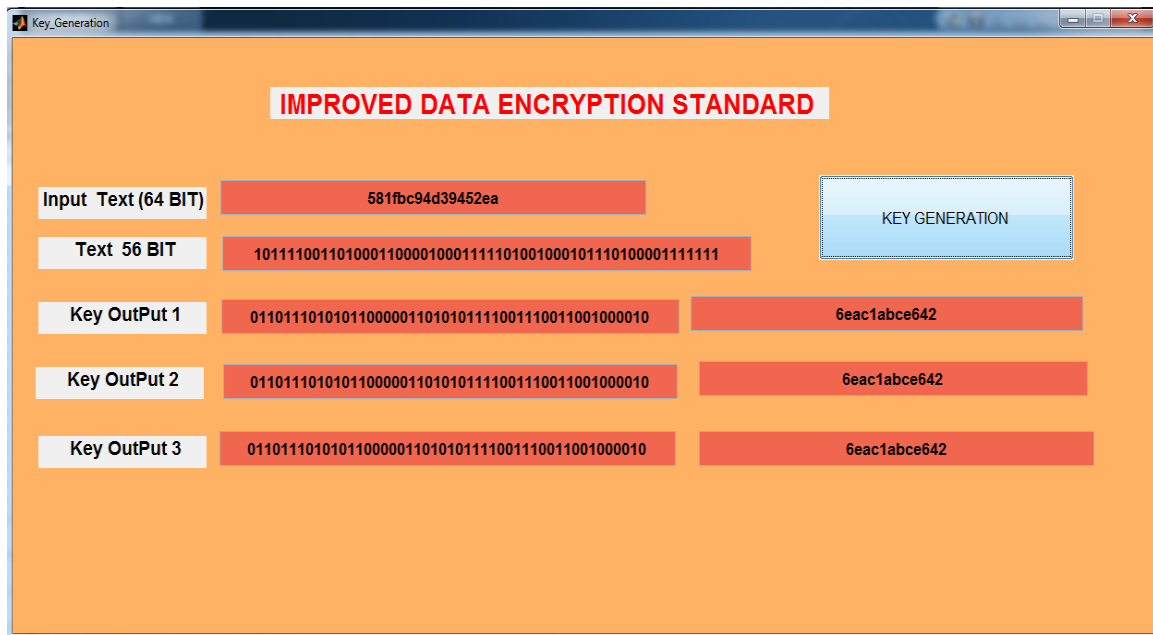 Key_Generation
IMPROVED DATA ENCRYPTION STANDARD
Input Text (64 BIT) 581fbc94d39452ea KEY GENERATION
Text 56 BIT 10111100110100011000010001111101001000101110100001111111
Key OutPut 1 011011101010110000011010101111001110011001000010 6eac1abce642
Key OutPut 2 011011101010110000011010101111001110011001000010 6eac1abce642
Key OutPut 3 011011101010110000011010101111001110011001000010 6eac1abce642